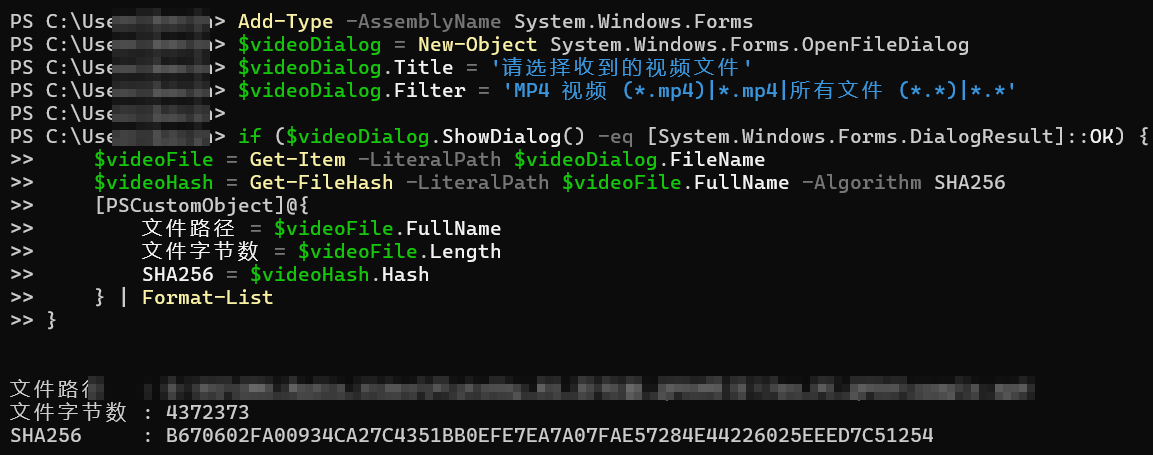 PS C:\Use > Add-Type -AssemblyName System.Windows.Forms
PS C:\Use > $videoDialog = New-Object System.Windows.Forms.OpenFileDialog
PS C:\Use > $videoDialog.Title = '请选择收到的视频文件'
PS C:\Use > $videoDialog.Filter = 'MP4 视频 (*.mp4)|*.mp4|所有文件 (*.*)|*.*'
PS C:\Use >
PS C:\Use > if ($videoDialog.ShowDialog() -eq [System.Windows.Forms.DialogResult]::OK) {
>>     $videoFile = Get-Item -LiteralPath $videoDialog.FileName
>>     $videoHash = Get-FileHash -LiteralPath $videoFile.FullName -Algorithm SHA256
>>     [PSCustomObject]@{
>>         文件路径 = $videoFile.FullName
>>         文件字节数 = $videoFile.Length
>>         SHA256 = $videoHash.Hash
>>     } | Format-List
>> }
文件路径
文件字节数 : 4372373
SHA256     : B670602FA00934CA27C4351BB0EFE7EA7A07FAE57284E44226025EEED7C51254